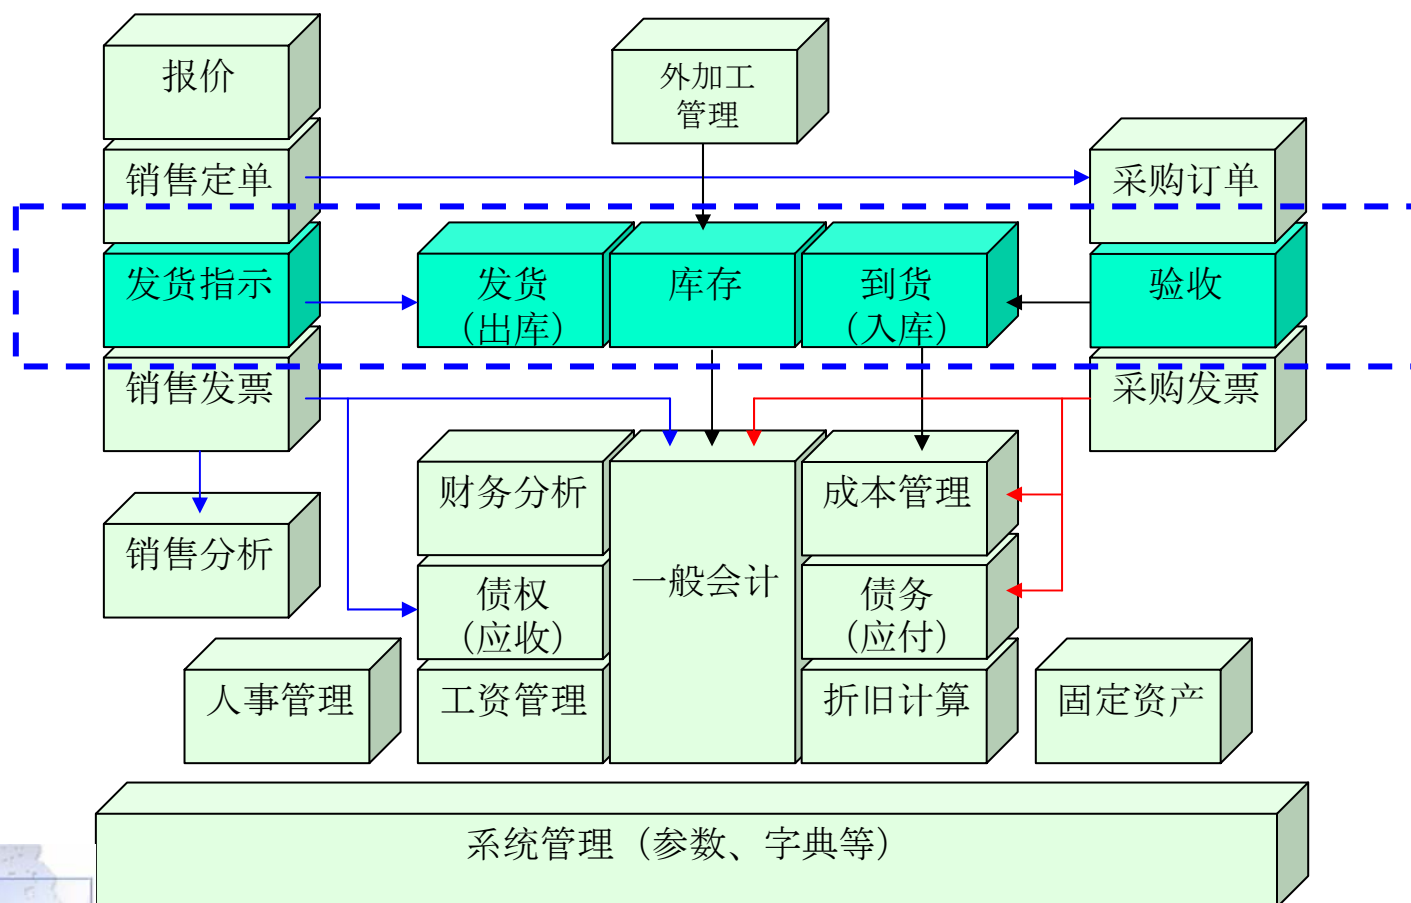 报价
外加工
管理
销售定单
采购订单
发货指示
发货
（出库）
库存
到货
（入库）
验收
销售发票
采购发票
财务分析
成本管理
销售分析
债权
（应收）
一般会计
债务
（应付）
人事管理
工资管理
折旧计算
固定资产
系统管理（参数、字典等）